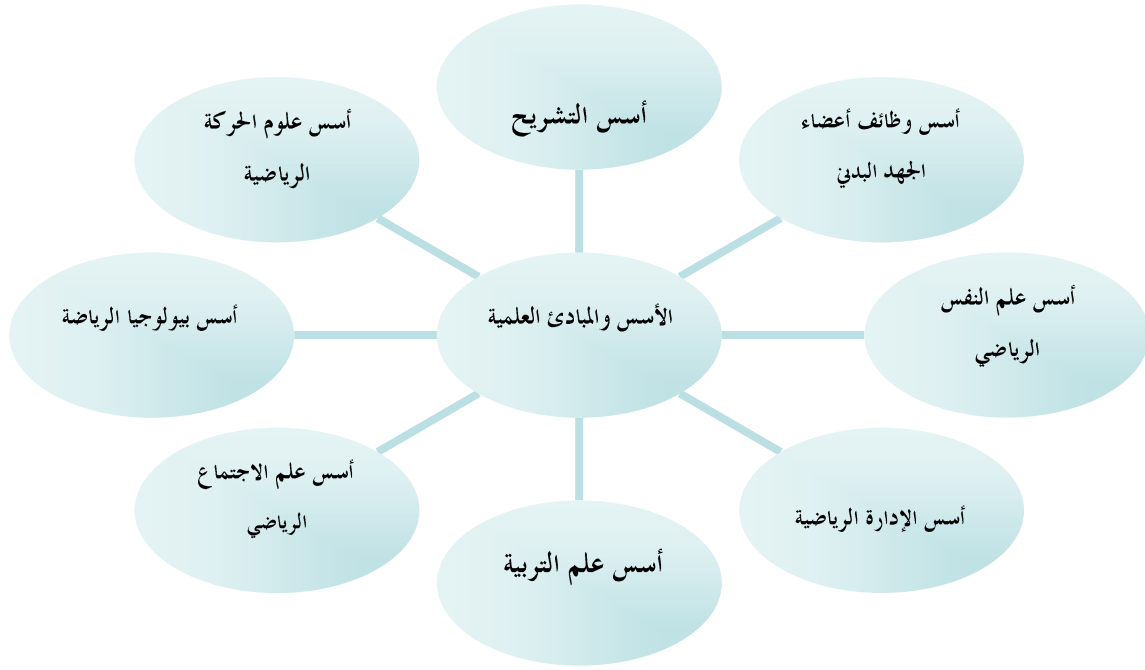 أسس التشريح
أسس وظائف أعضاء
الجهد البدني
أسس علوم الحركة
الرياضية
أسس علم النفس
الرياضي
الأسس والمبادئ العلمية
أسس بيولوجيا الرياضة
أسس الإدارة الرياضية
أسس علم الاجتماع
الرياضي
أسس علم التربية